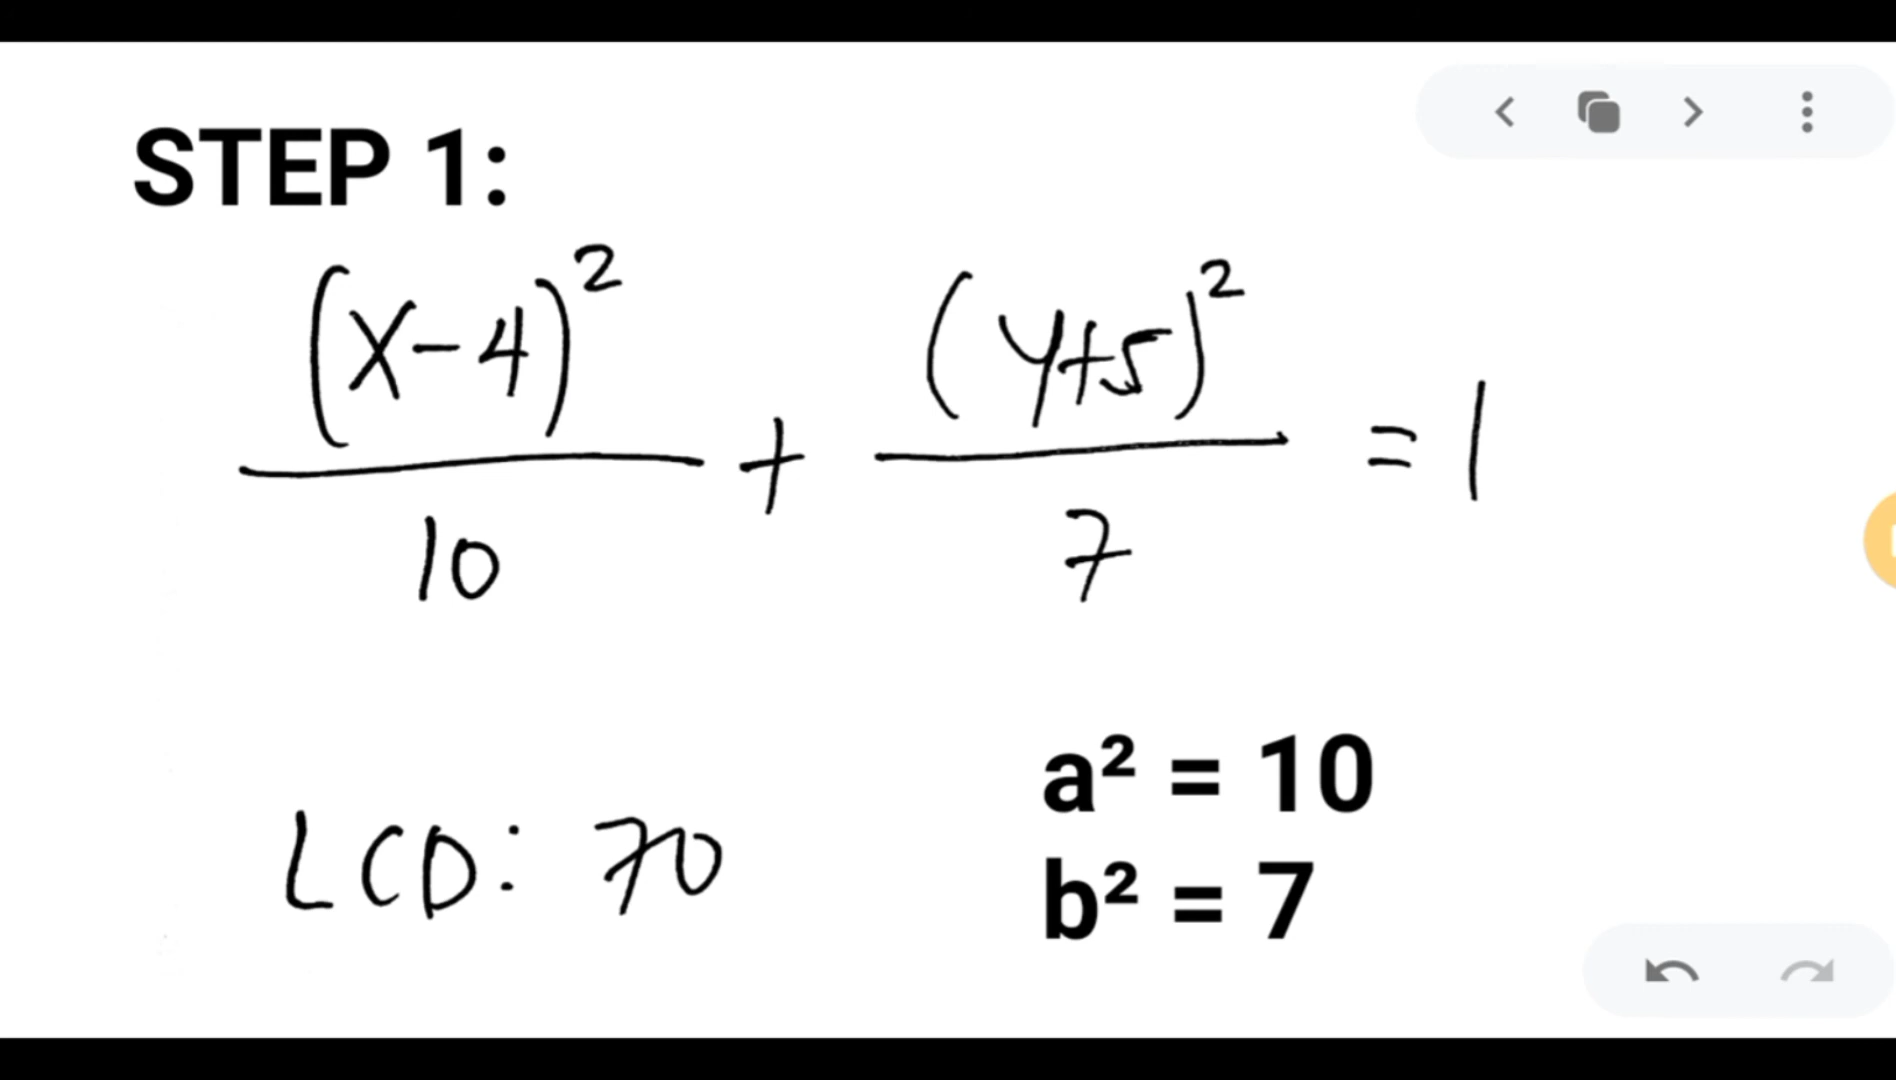 STEP 1:
(x-4)²/10 + (y+5)²/7 = 1
LCD: 70
a² = 10
b² = 7